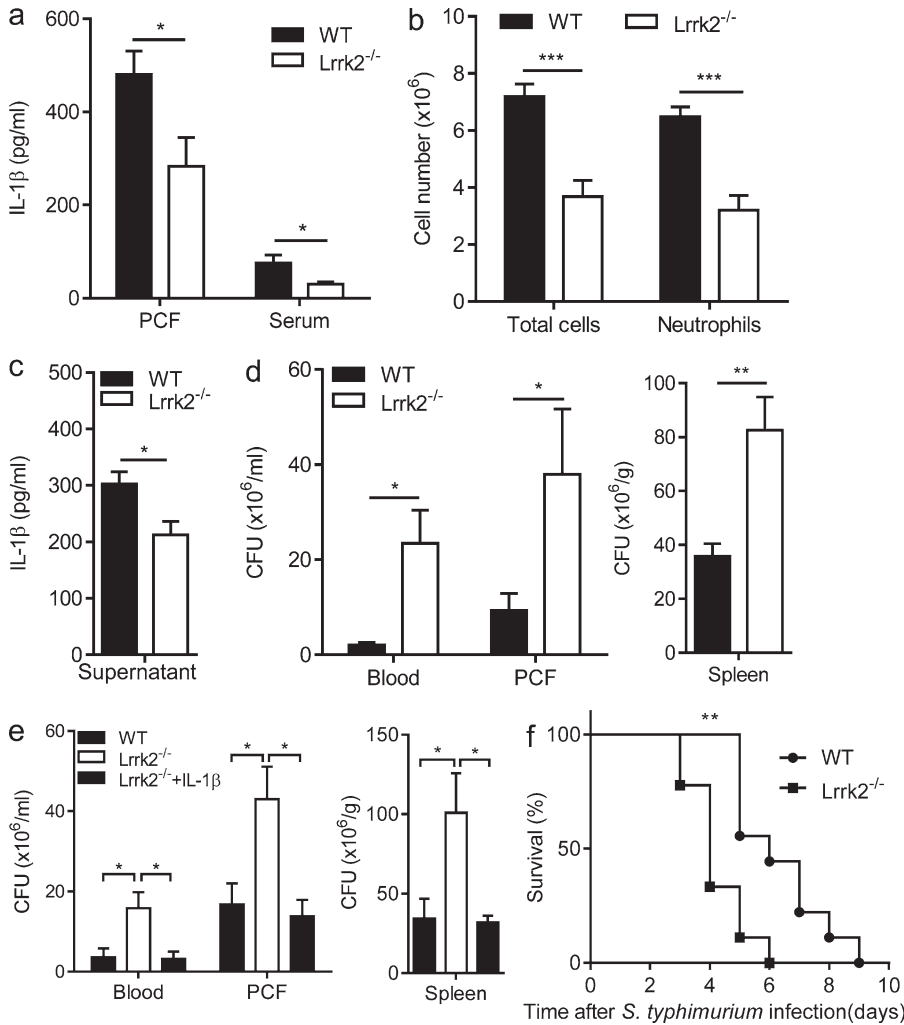 a
600
400
200
0
IL-1β (pg/ml)
*
*
WT
Lrrk2-/-
PCF
Serum
b
WT
Lrrk2-/-
10
8
6
4
2
0
Cell number (x106)
***
***
Total cells
Neutrophils
c
500
400
300
200
100
0
IL-1β (pg/ml)
WT
Lrrk2-/-
*
Supernatant
d
60
40
20
0
CFU (x106/ml)
WT
Lrrk2-/-
*
*
Blood
PCF
100
80
60
40
20
0
CFU (x106/g)
**
Spleen
e
60
40
20
0
CFU (x106/ml)
WT
Lrrk2-/-
Lrrk2-/-+IL-1β
*
*
*
*
Blood
PCF
150
100
50
0
CFU (x106/g)
*
*
Spleen
f
100
50
0
Survival (%)
**
WT
Lrrk2-/-
0
2
4
6
8
10
Time after S. typhimurium infection(days)